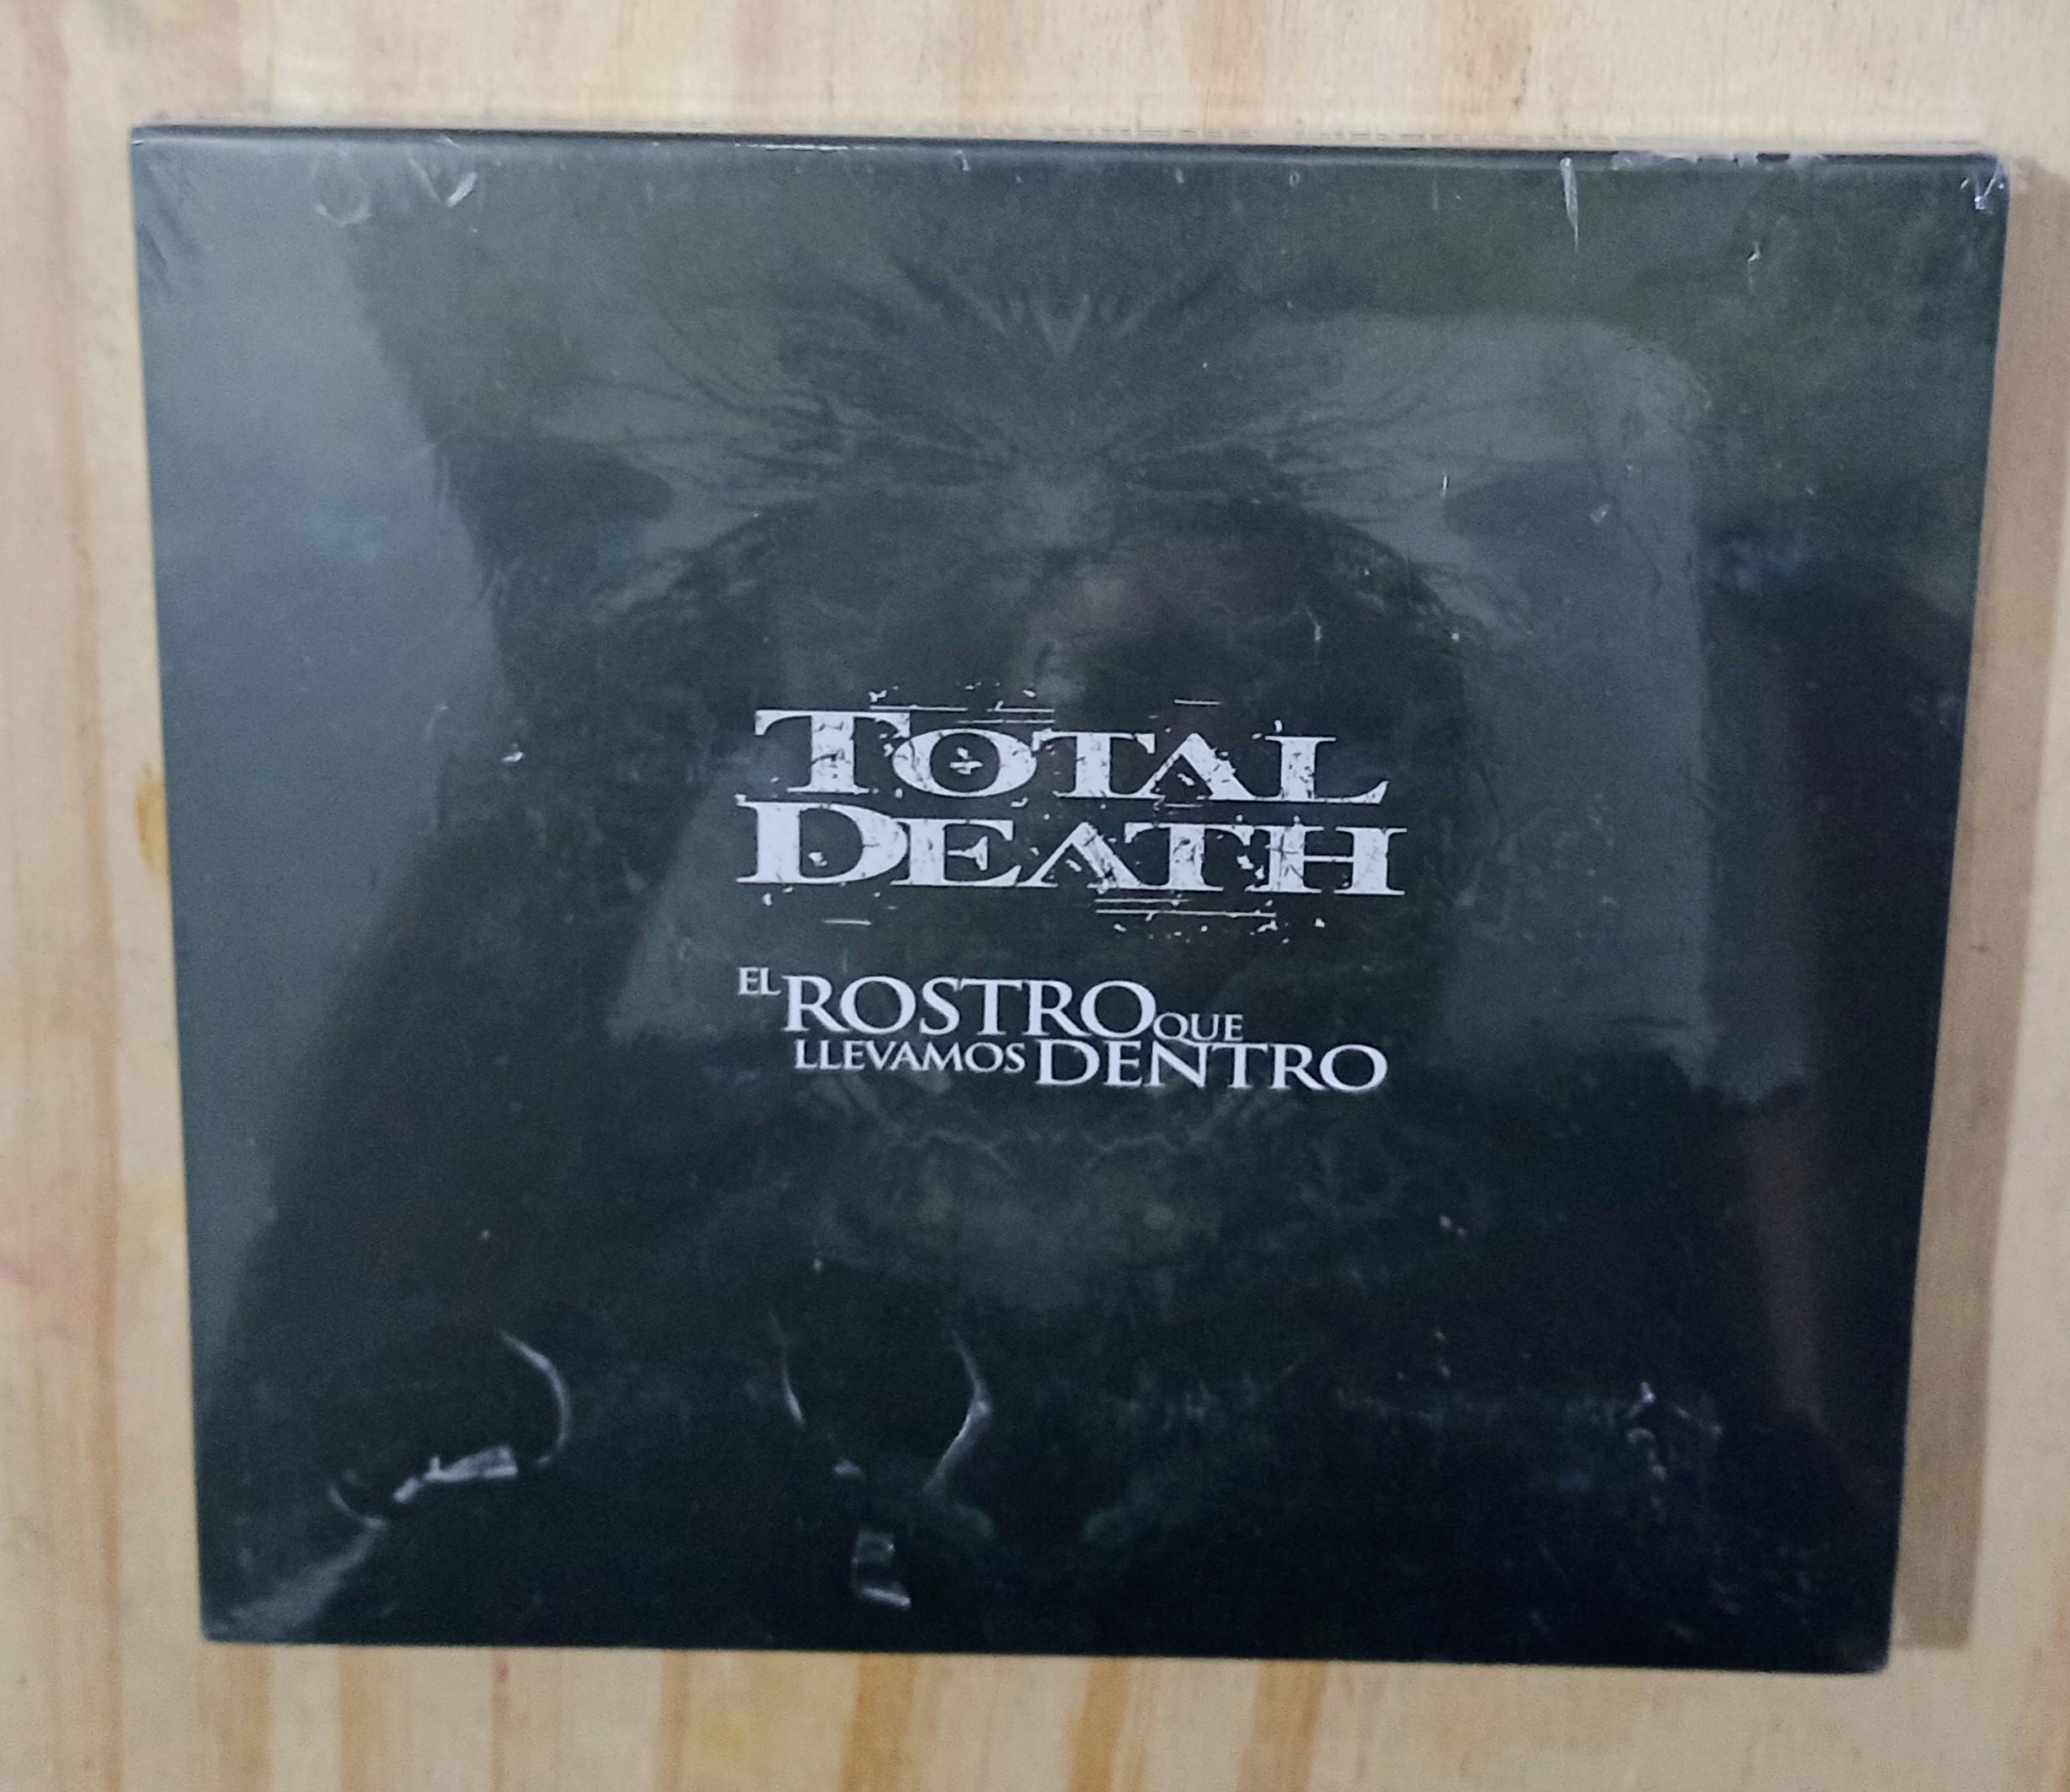 TOTAL
DEATH
EL ROSTRO QUE
LLEVAMOS DENTRO